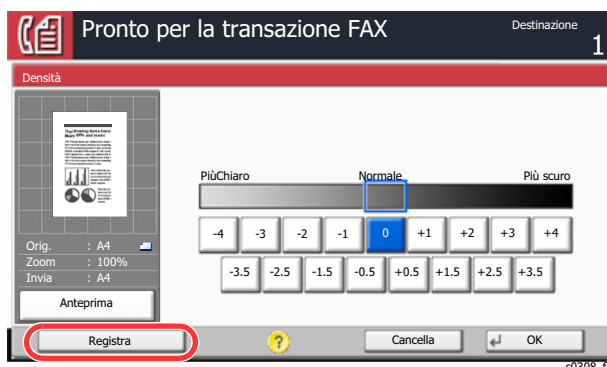 Pronto per la transazione FAX
Destinazione
1
Densità
PiùChiaro Normale Più scuro
-4 -3 -2 -1 0 +1 +2 +3 +4
-3.5 -2.5 -1.5 -0.5 +0.5 +1.5 +2.5 +3.5
Orig. : A4
Zoom : 100%
Invia : A4
Anteprima
Registra
?
Cancella
OK